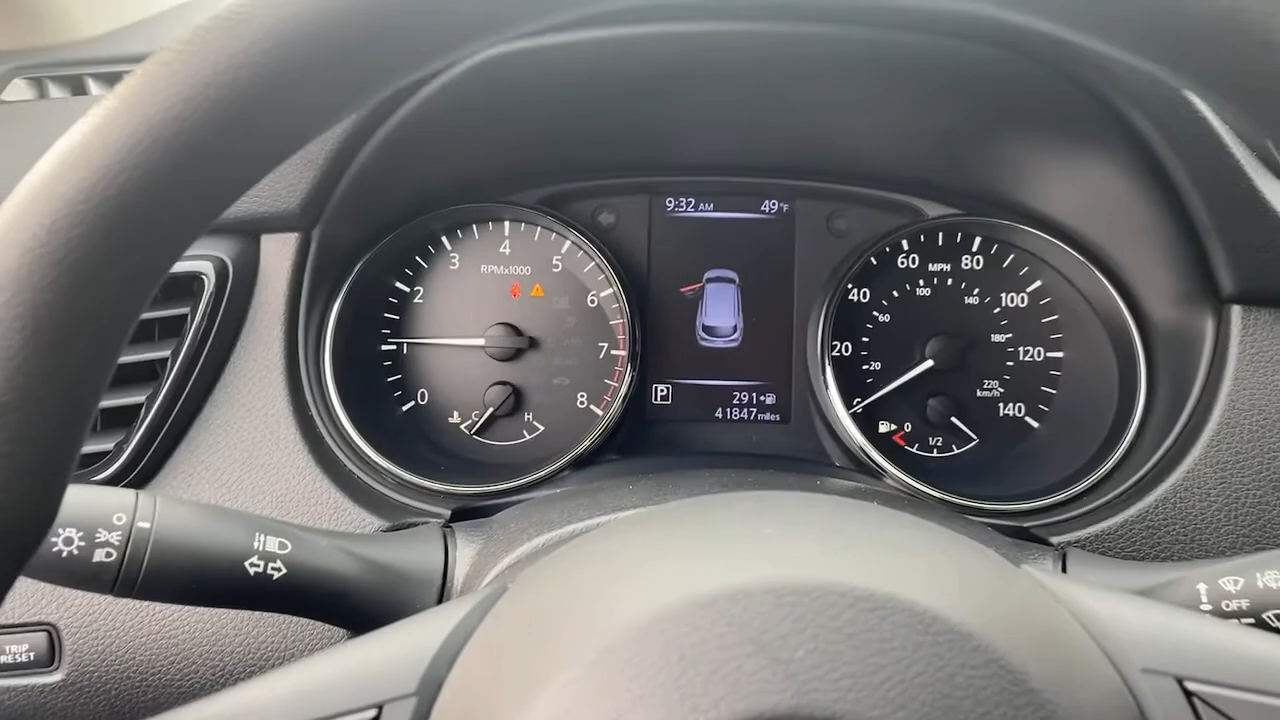 9:32 AM 49°F
4
3
5
RPMx1000
2
6
1
7
0
8
C H
P
291
41847 miles
60 MPH 80
100 140
40 100
60
180
20 120
20
220
km/h
0 140
0
1/2
OFF
TRIP
RESET